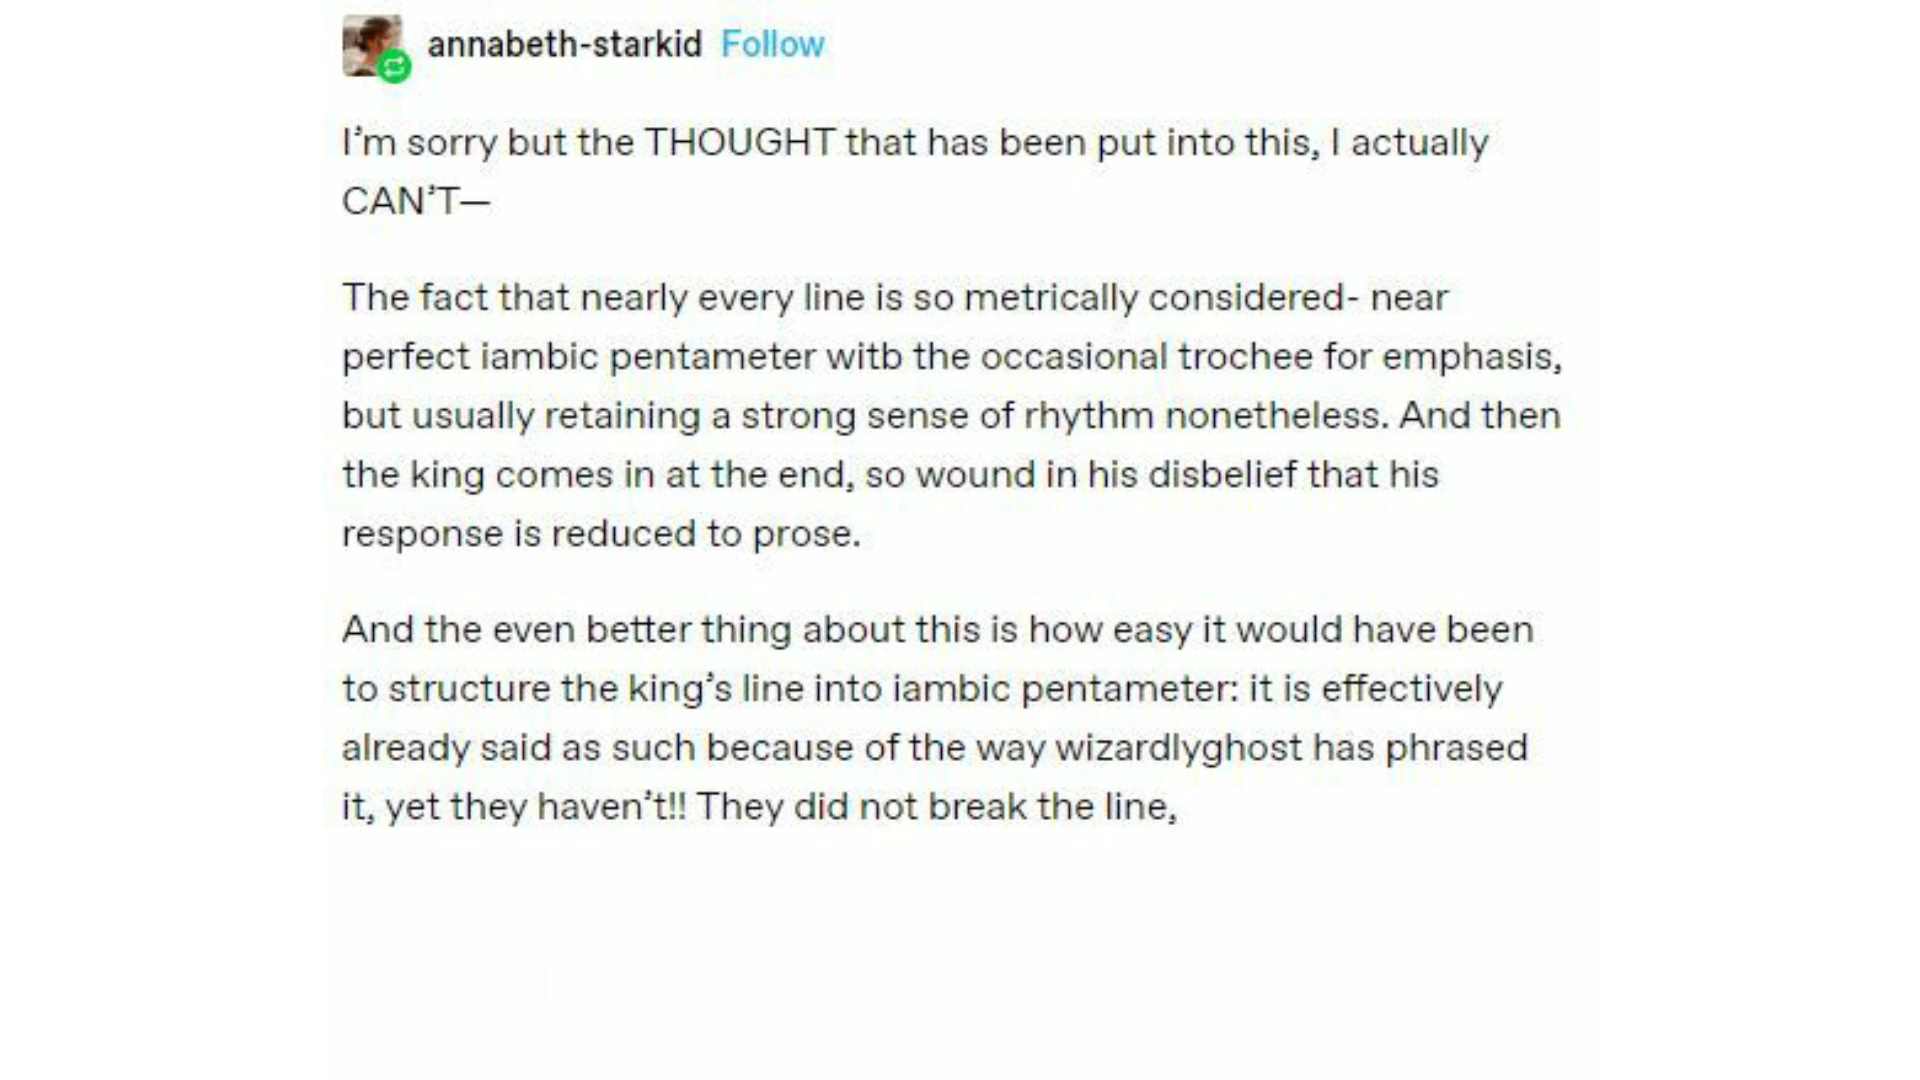 annabeth-starkid Follow
I'm sorry but the THOUGHT that has been put into this, I actually
CAN'T—
The fact that nearly every line is so metrically considered- near
perfect iambic pentameter witb the occasional trochee for emphasis,
but usually retaining a strong sense of rhythm nonetheless. And then
the king comes in at the end, so wound in his disbelief that his
response is reduced to prose.
And the even better thing about this is how easy it would have been
to structure the king's line into iambic pentameter: it is effectively
already said as such because of the way wizardlyghost has phrased
it, yet they haven't!! They did not break the line,